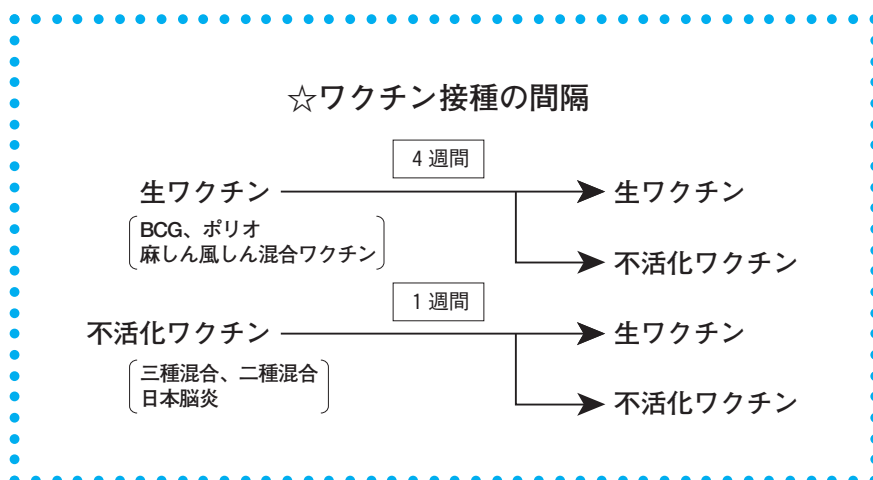 ☆ワクチン接種の間隔
4週間
生ワクチン
生ワクチン
BCG、ポリオ
麻しん風しん混合ワクチン
不活化ワクチン
1週間
不活化ワクチン
生ワクチン
三種混合、二種混合
日本脳炎
不活化ワクチン